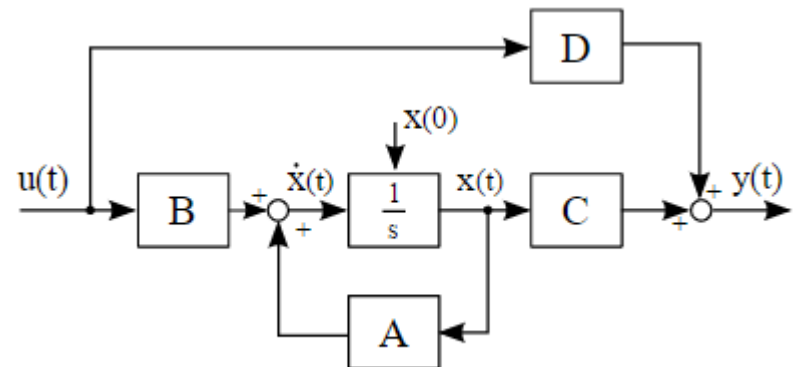 D
x(0)
u(t)
B
+
ẋ(t)
+
1
s
x(t)
C
+
+
y(t)
A